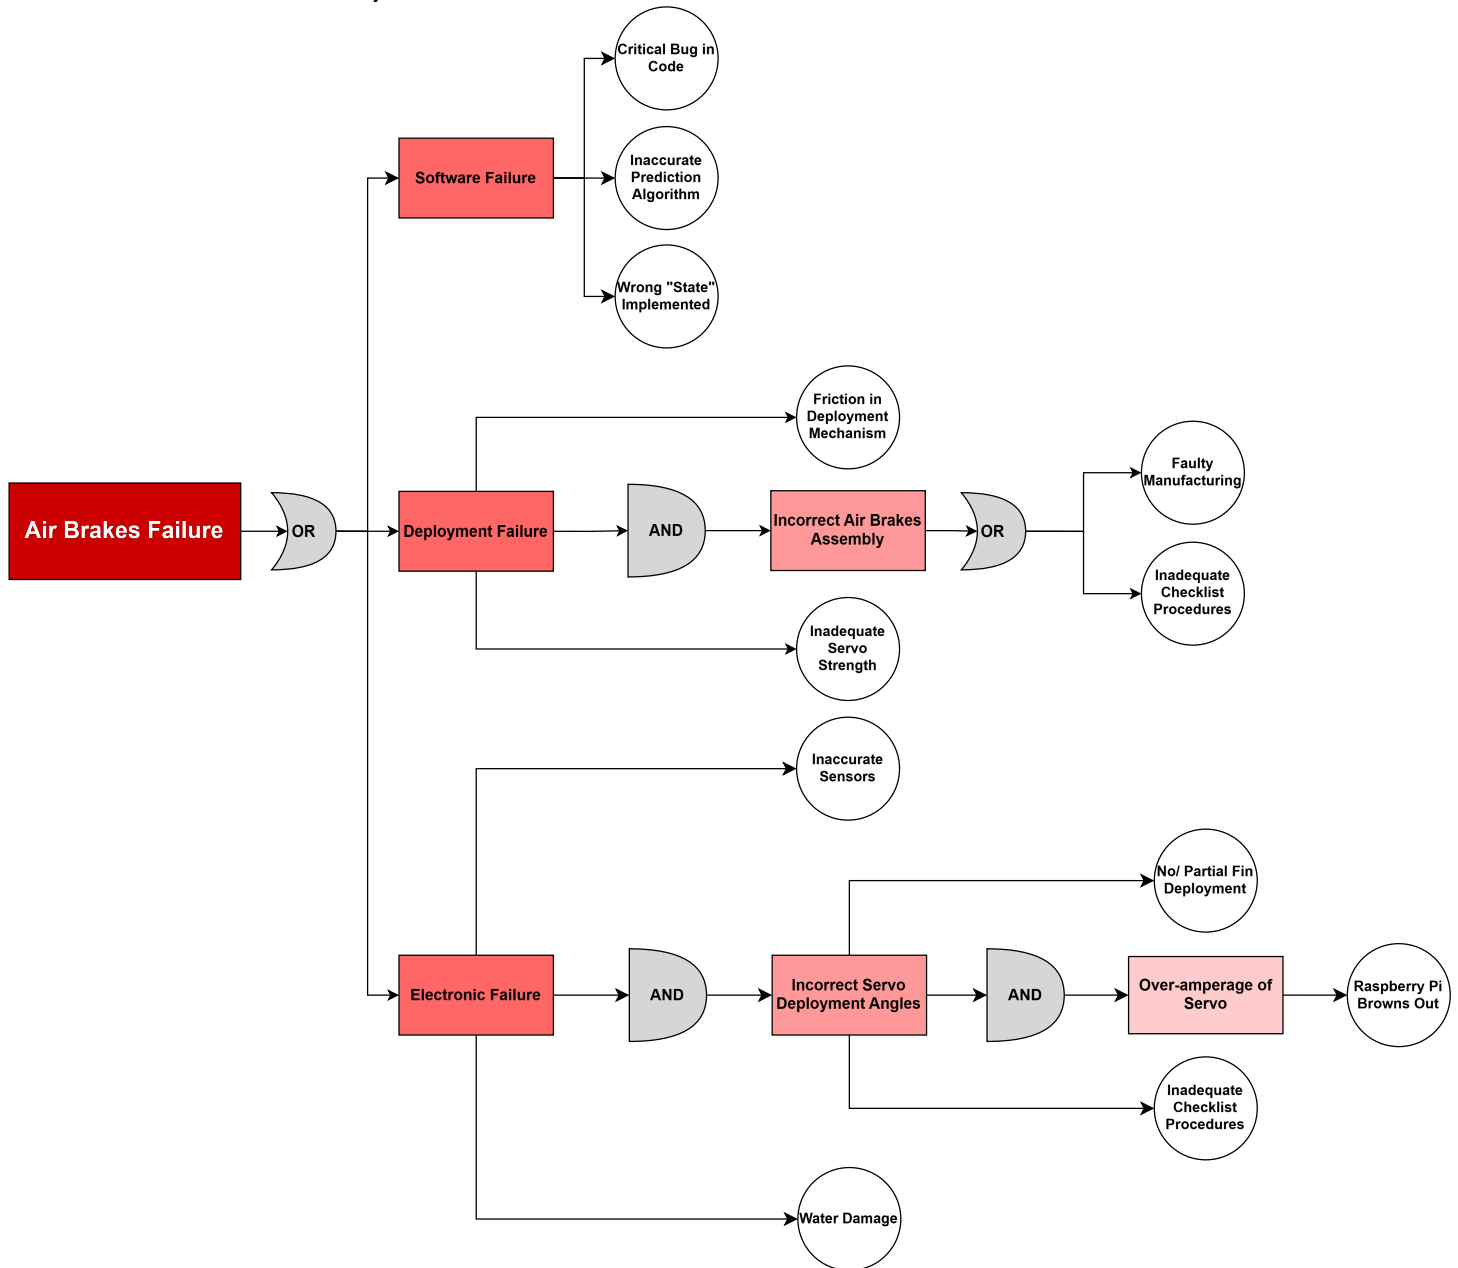 Critical Bug in
Code
Inaccurate
Prediction
Algorithm
Software Failure
Wrong "State"
Implemented
Friction in
Deployment
Mechanism
Faulty
Manufacturing
Air Brakes Failure
OR
Deployment Failure
AND
Incorrect Air Brakes
Assembly
OR
Inadequate
Checklist
Procedures
Inadequate
Servo
Strength
Inaccurate
Sensors
No/ Partial Fin
Deployment
Electronic Failure
AND
Incorrect Servo
Deployment Angles
AND
Over-amperage of
Servo
Raspberry Pi
Browns Out
Inadequate
Checklist
Procedures
Water Damage